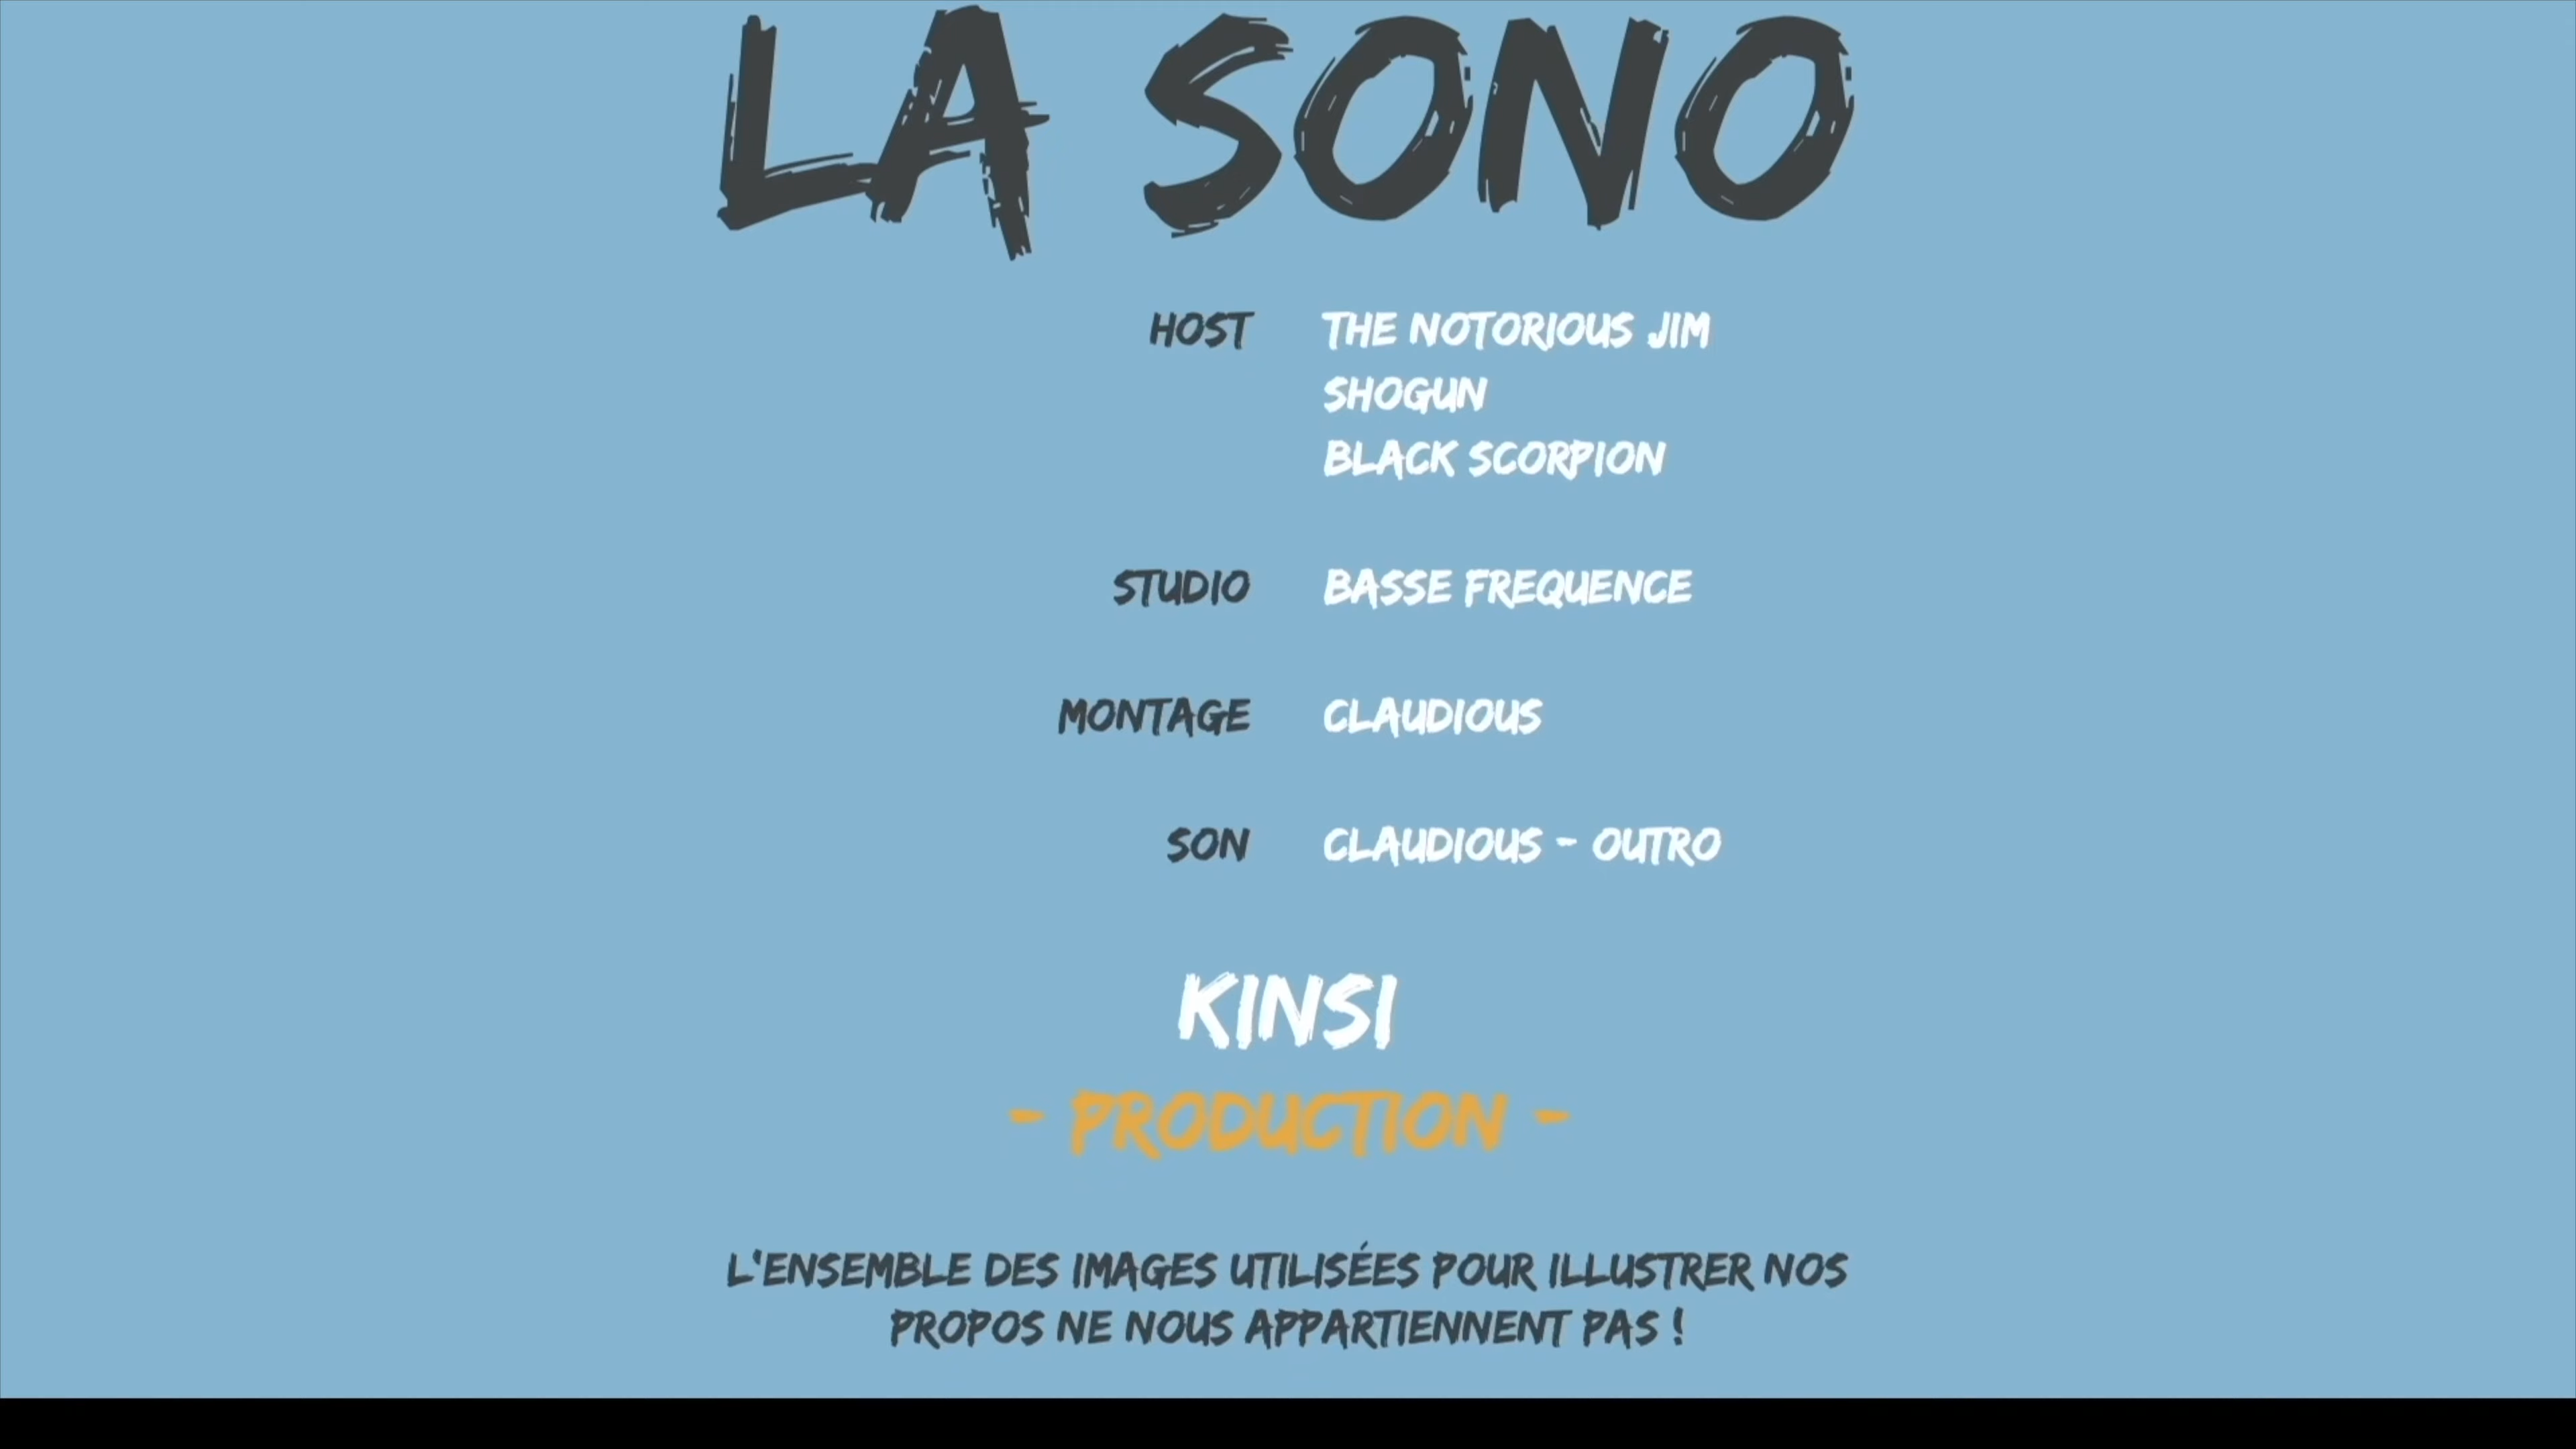 LA SONO
HOST THE NOTORIOUS JIM
SHOGUN
BLACK SCORPION
STUDIO BASSE FREQUENCE
MONTAGE CLAUDIOUS
SON CLAUDIOUS - OUTRO
KINSI
- PRODUCTION -
L'ENSEMBLE DES IMAGES UTILISÉES POUR ILLUSTRER NOS
PROPOS NE NOUS APPARTIENNENT PAS !